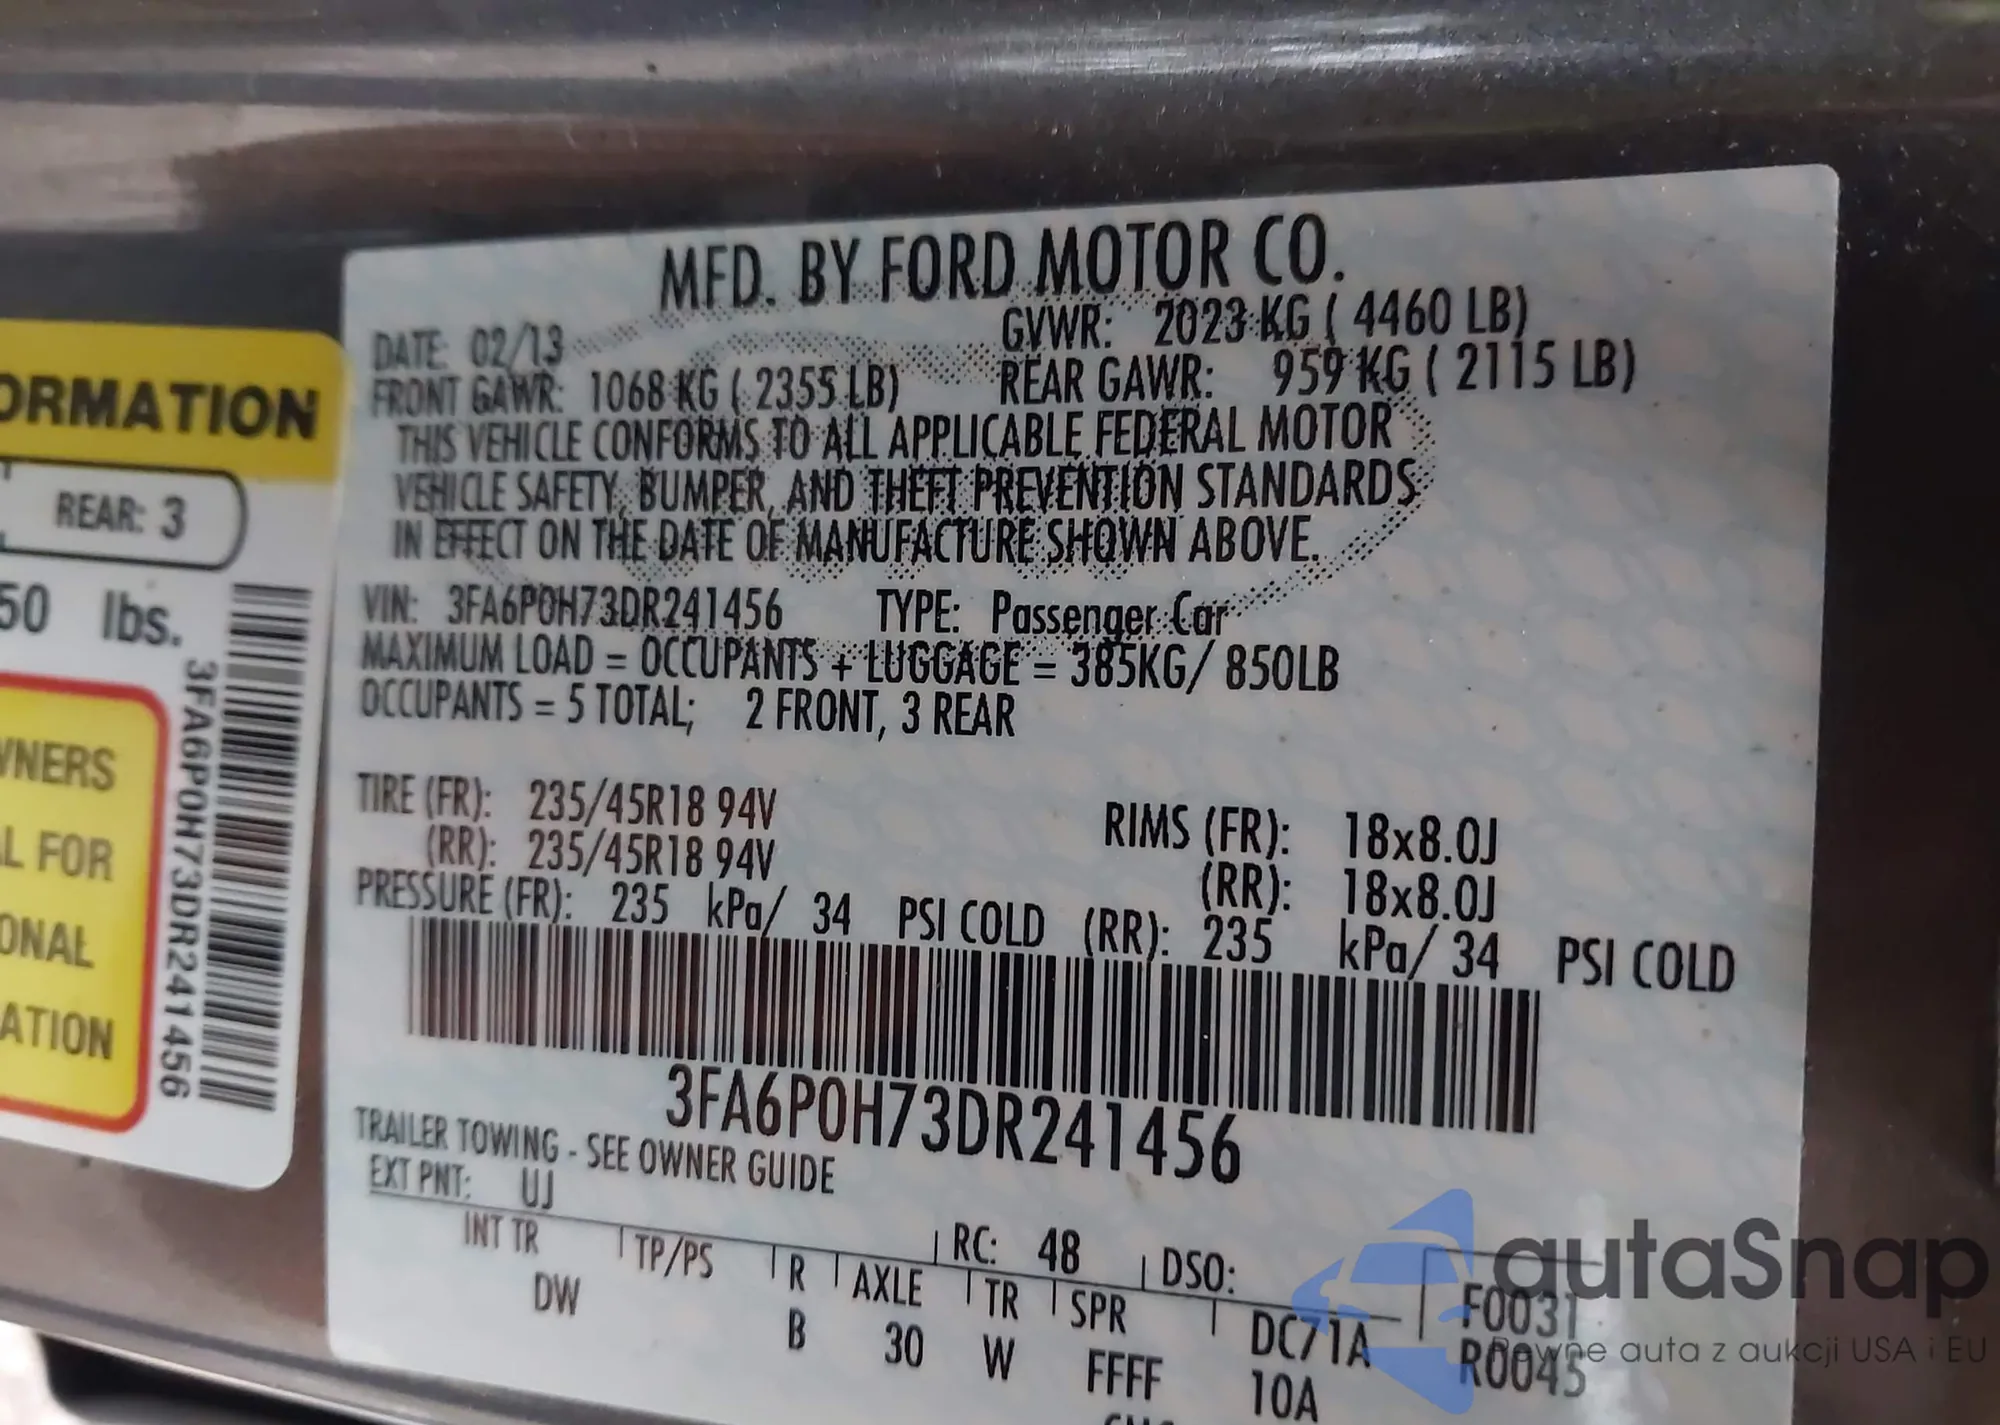 ORMATION
REAR: 3
50 lbs.
WNERS
L FOR
ONAL
ATION
3FA6P0H73DR241456
MFD. BY FORD MOTOR CO.
DATE: 02/13 GVWR: 2023 KG ( 4460 LB)
FRONT GAWR: 1068 KG ( 2355 LB) REAR GAWR: 959 KG ( 2115 LB)
THIS VEHICLE CONFORMS TO ALL APPLICABLE FEDERAL MOTOR
VEHICLE SAFETY, BUMPER, AND THEFT PREVENTION STANDARDS
IN EFFECT ON THE DATE OF MANUFACTURE SHOWN ABOVE.
VIN: 3FA6P0H73DR241456 TYPE: Passenger Car
MAXIMUM LOAD = OCCUPANTS + LUGGAGE = 385KG/ 850LB
OCCUPANTS = 5 TOTAL; 2 FRONT, 3 REAR
TIRE (FR): 235/45R18 94V RIMS (FR): 18x8.0J
(RR): 235/45R18 94V (RR): 18x8.0J
PRESSURE (FR): 235 kPa/ 34 PSI COLD (RR): 235 kPa/ 34 PSI COLD
3FA6P0H73DR241456
TRAILER TOWING - SEE OWNER GUIDE
EXT PNT: UJ RC: 48 DSO:
INT TR TP/PS R AXLE TR SPR DC71A F0031
DW B 30 W FFFF 10A R0045
autaSnap
Pewne auta z aukcji USA i EU